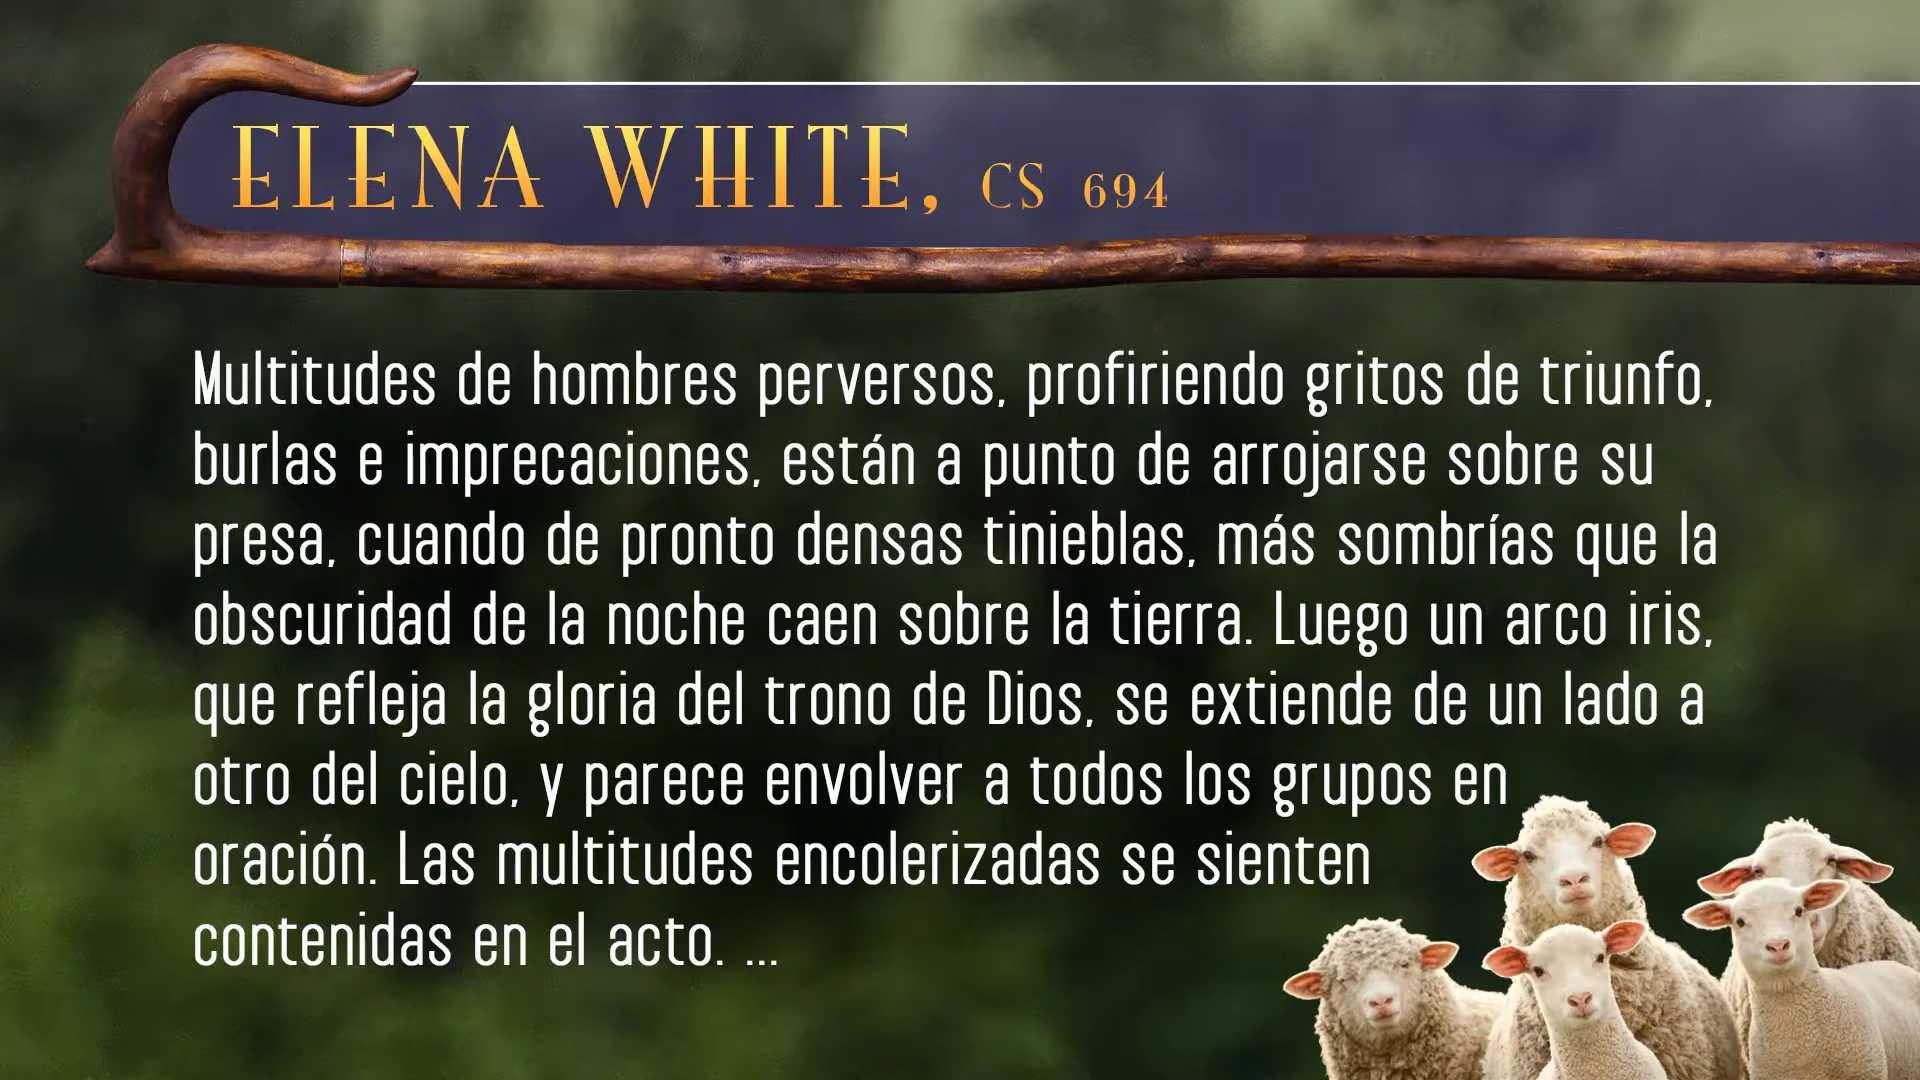 ELENA WHITE, CS 694
Multitudes de hombres perversos, profiriendo gritos de triunfo,
burlas e imprecaciones, están a punto de arrojarse sobre su
presa, cuando de pronto densas tinieblas, más sombrías que la
obscuridad de la noche caen sobre la tierra. Luego un arco iris,
que refleja la gloria del trono de Dios, se extiende de un lado a
otro del cielo, y parece envolver a todos los grupos en
oración. Las multitudes encolerizadas se sienten
contenidas en el acto. ...